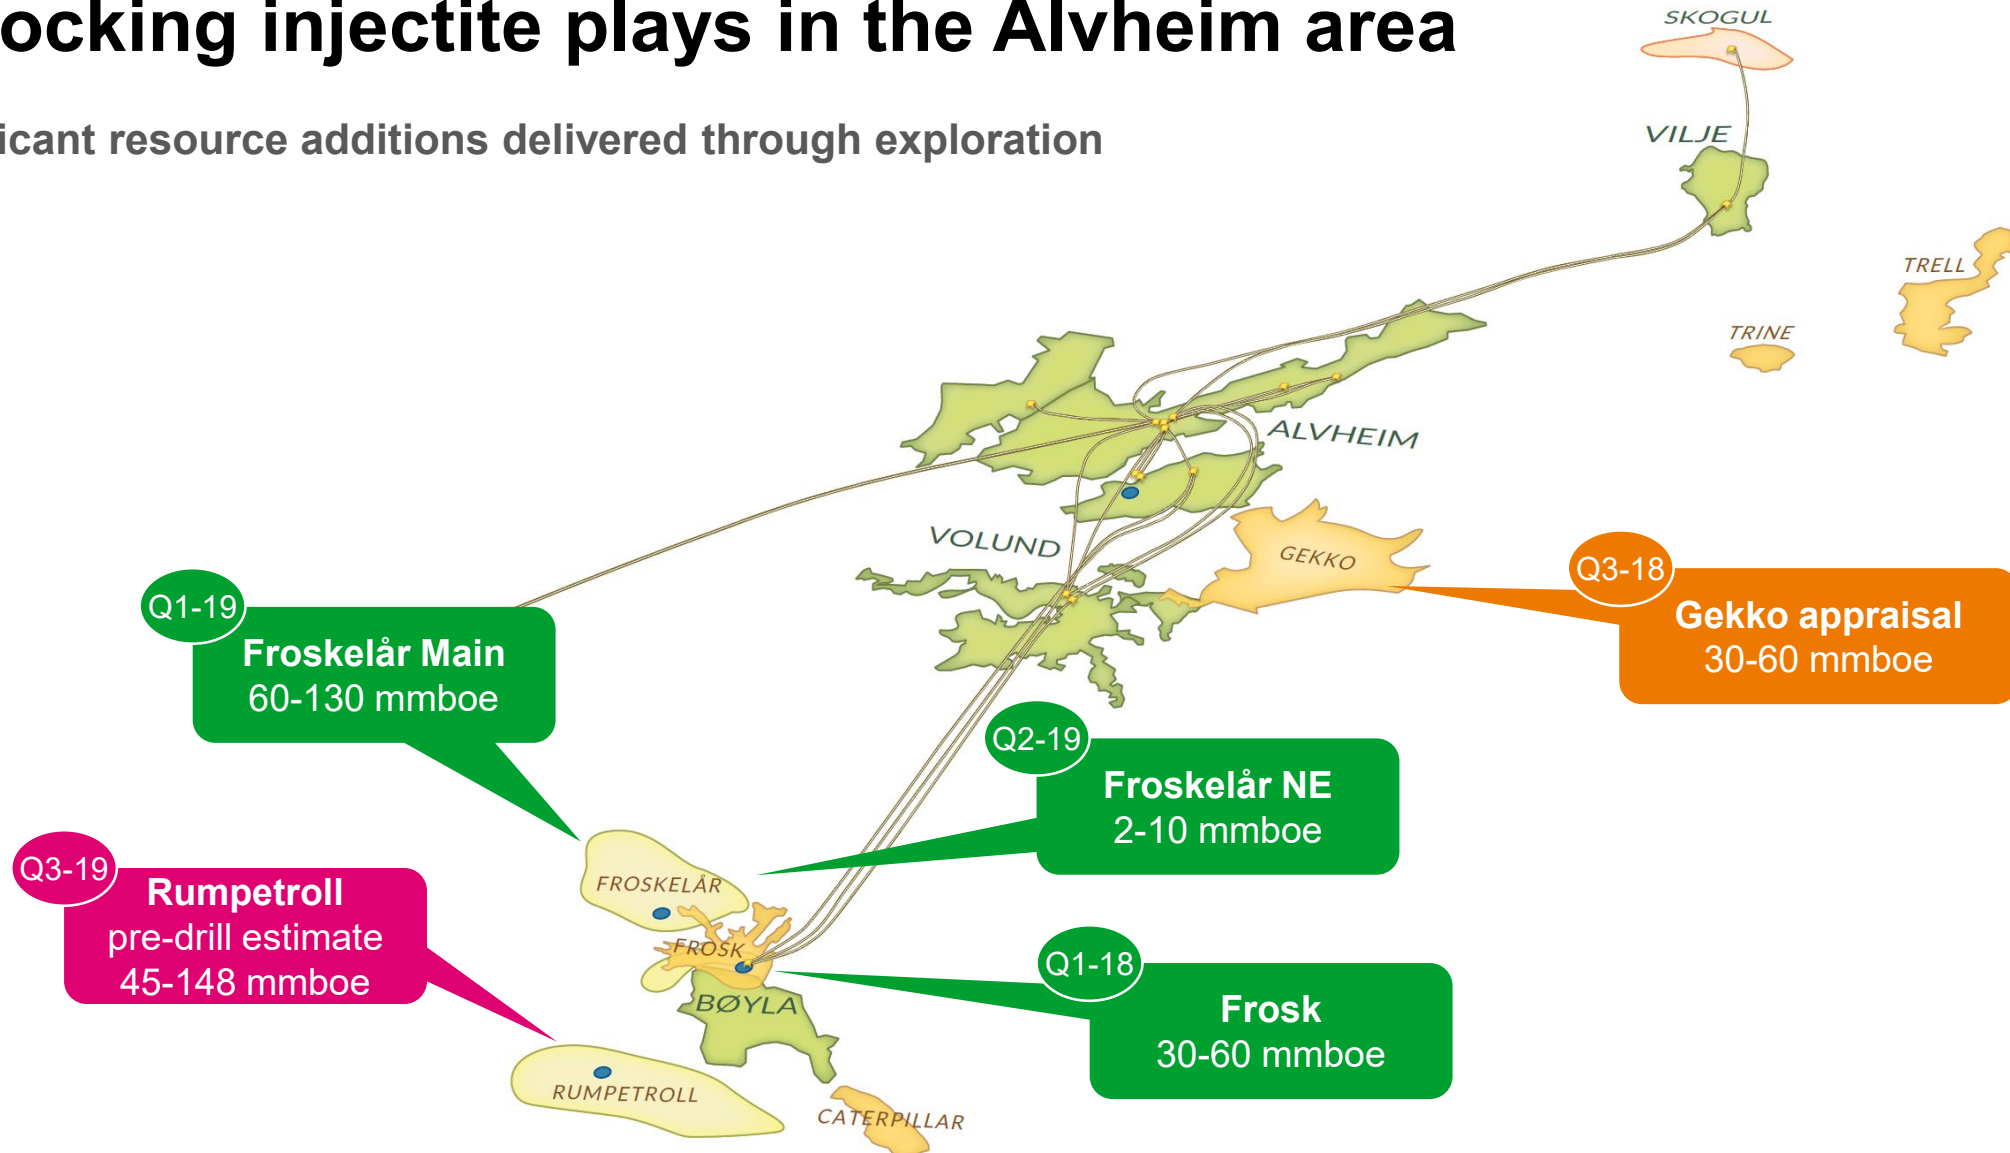 ocking injectite plays in the Alvheim area
icant resource additions delivered through exploration
SKOGUL
VILJE
TRELL
TRINE
ALVHEIM
VOLUND
GEKKO
Q3-18
Gekko appraisal
30-60 mmboe
Q1-19
Froskelår Main
60-130 mmboe
Q2-19
Froskelår NE
2-10 mmboe
Q3-19
Rumpetroll
pre-drill estimate
45-148 mmboe
FROSKELÅR
FROSK
Q1-18
Frosk
30-60 mmboe
BØYLA
RUMPETROLL
CATERPILLAR